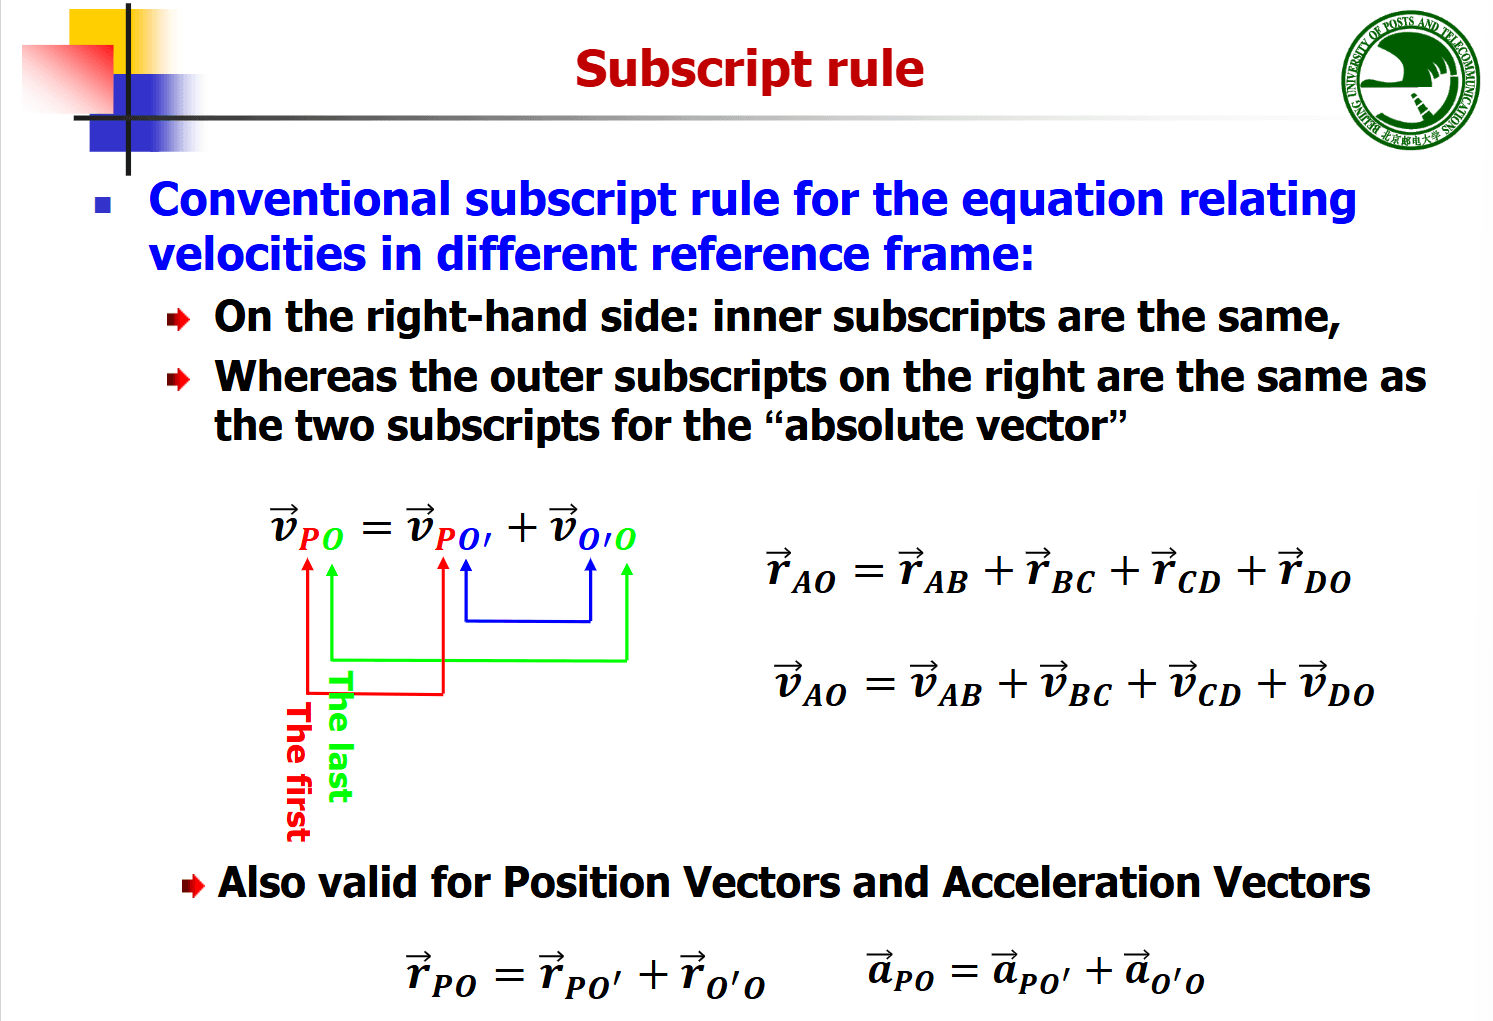 Subscript rule
BEIJING UNIVERSITY OF POSTS AND TELECOMMUNICATIONS
北京邮电大学
Conventional subscript rule for the equation relating
velocities in different reference frame:
On the right-hand side: inner subscripts are the same,
Whereas the outer subscripts on the right are the same as
the two subscripts for the “absolute vector”
$\vec{v}_{PO} = \vec{v}_{PO'} + \vec{v}_{O'O}$
The first
The last
$\vec{r}_{AO} = \vec{r}_{AB} + \vec{r}_{BC} + \vec{r}_{CD} + \vec{r}_{DO}$
$\vec{v}_{AO} = \vec{v}_{AB} + \vec{v}_{BC} + \vec{v}_{CD} + \vec{v}_{DO}$
Also valid for Position Vectors and Acceleration Vectors
$\vec{r}_{PO} = \vec{r}_{PO'} + \vec{r}_{O'O}$
$\vec{a}_{PO} = \vec{a}_{PO'} + \vec{a}_{O'O}$